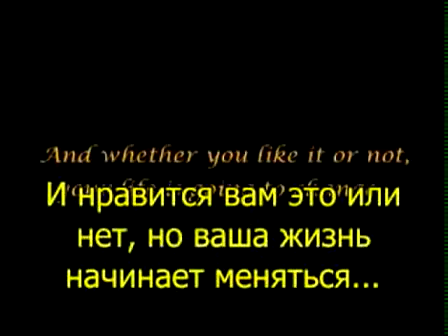 And whether you like it or not,
И нравится вам это или
нет, но ваша жизнь
начинает меняться...